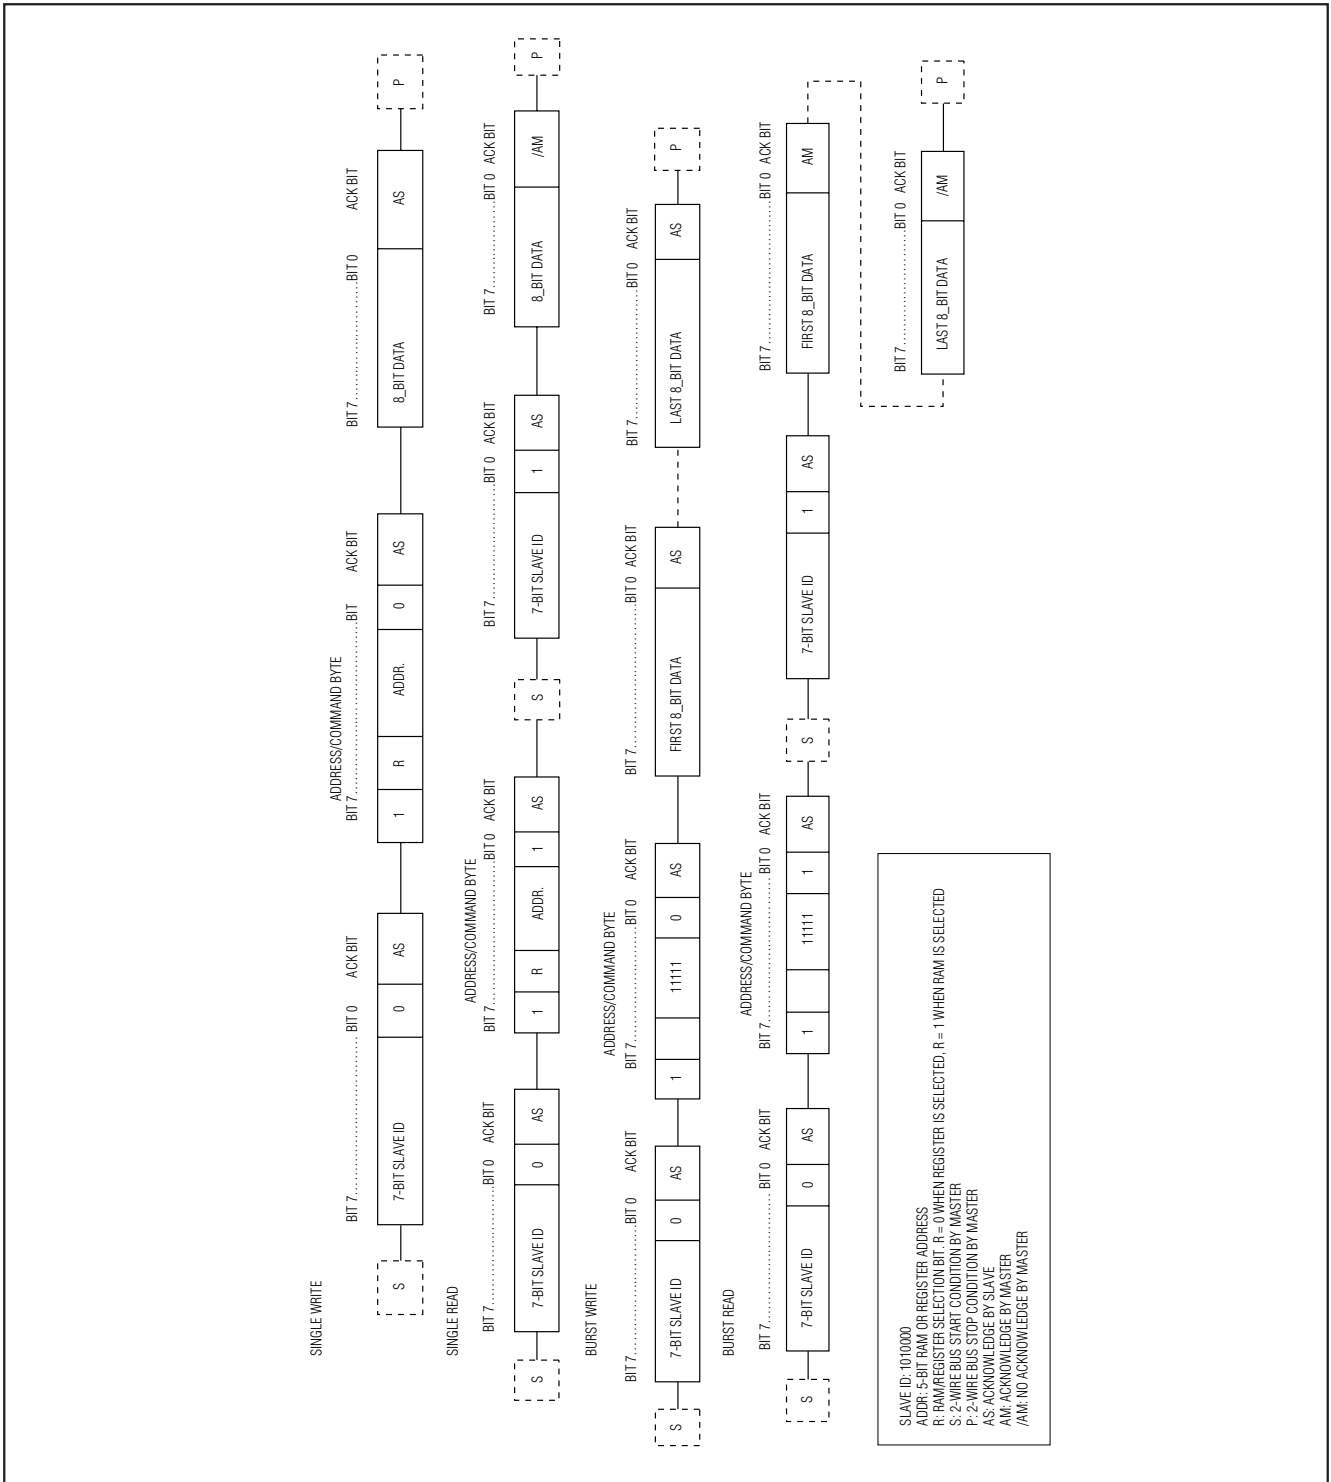 SINGLE WRITE
BIT 7..............................BIT 0 ACK BIT
ADDRESS/COMMAND BYTE
BIT 7..............................BIT ACK BIT
BIT 7..............................BIT 0 ACK BIT
S 7-BIT SLAVE ID 0 AS 1 R ADDR. 0 AS 8_BIT DATA AS P
SINGLE READ
ADDRESS/COMMAND BYTE
BIT 7..............................BIT 0 ACK BIT BIT 7..............................BIT 0 ACK BIT BIT 7..............................BIT 0 ACK BIT BIT 7..............................BIT 0 ACK BIT
S 7-BIT SLAVE ID 0 AS 1 R ADDR. 1 AS S 7-BIT SLAVE ID 1 AS 8_BIT DATA /AM P
BURST WRITE
ADDRESS/COMMAND BYTE
BIT 7..............................BIT 0 ACK BIT BIT 7..............................BIT 0 ACK BIT BIT 7..............................BIT 0 ACK BIT BIT 7..............................BIT 0 ACK BIT
S 7-BIT SLAVE ID 0 AS 1 11111 0 AS FIRST 8_BIT DATA AS LAST 8_BIT DATA AS P
BURST READ
ADDRESS/COMMAND BYTE
BIT 7..............................BIT 0 ACK BIT BIT 7..............................BIT 0 ACK BIT BIT 7..............................BIT 0 ACK BIT
S 7-BIT SLAVE ID 0 AS 1 11111 1 AS S 7-BIT SLAVE ID 1 AS FIRST 8_BIT DATA AM
BIT 7..............................BIT 0 ACK BIT
LAST 8_BIT DATA /AM P
SLAVE ID: 1010000
ADDR: 5-BIT RAM OR REGISTER ADDRESS
R: RAM/REGISTER SELECTION BIT. R = 0 WHEN REGISTER IS SELECTED, R = 1 WHEN RAM IS SELECTED
S: 2-WIRE BUS START CONDITION BY MASTER
P: 2-WIRE BUS STOP CONDITION BY MASTER
AS: ACKNOWLEDGE BY SLAVE
AM: ACKNOWLEDGE BY MASTER
/AM: NO ACKNOWLEDGE BY MASTER